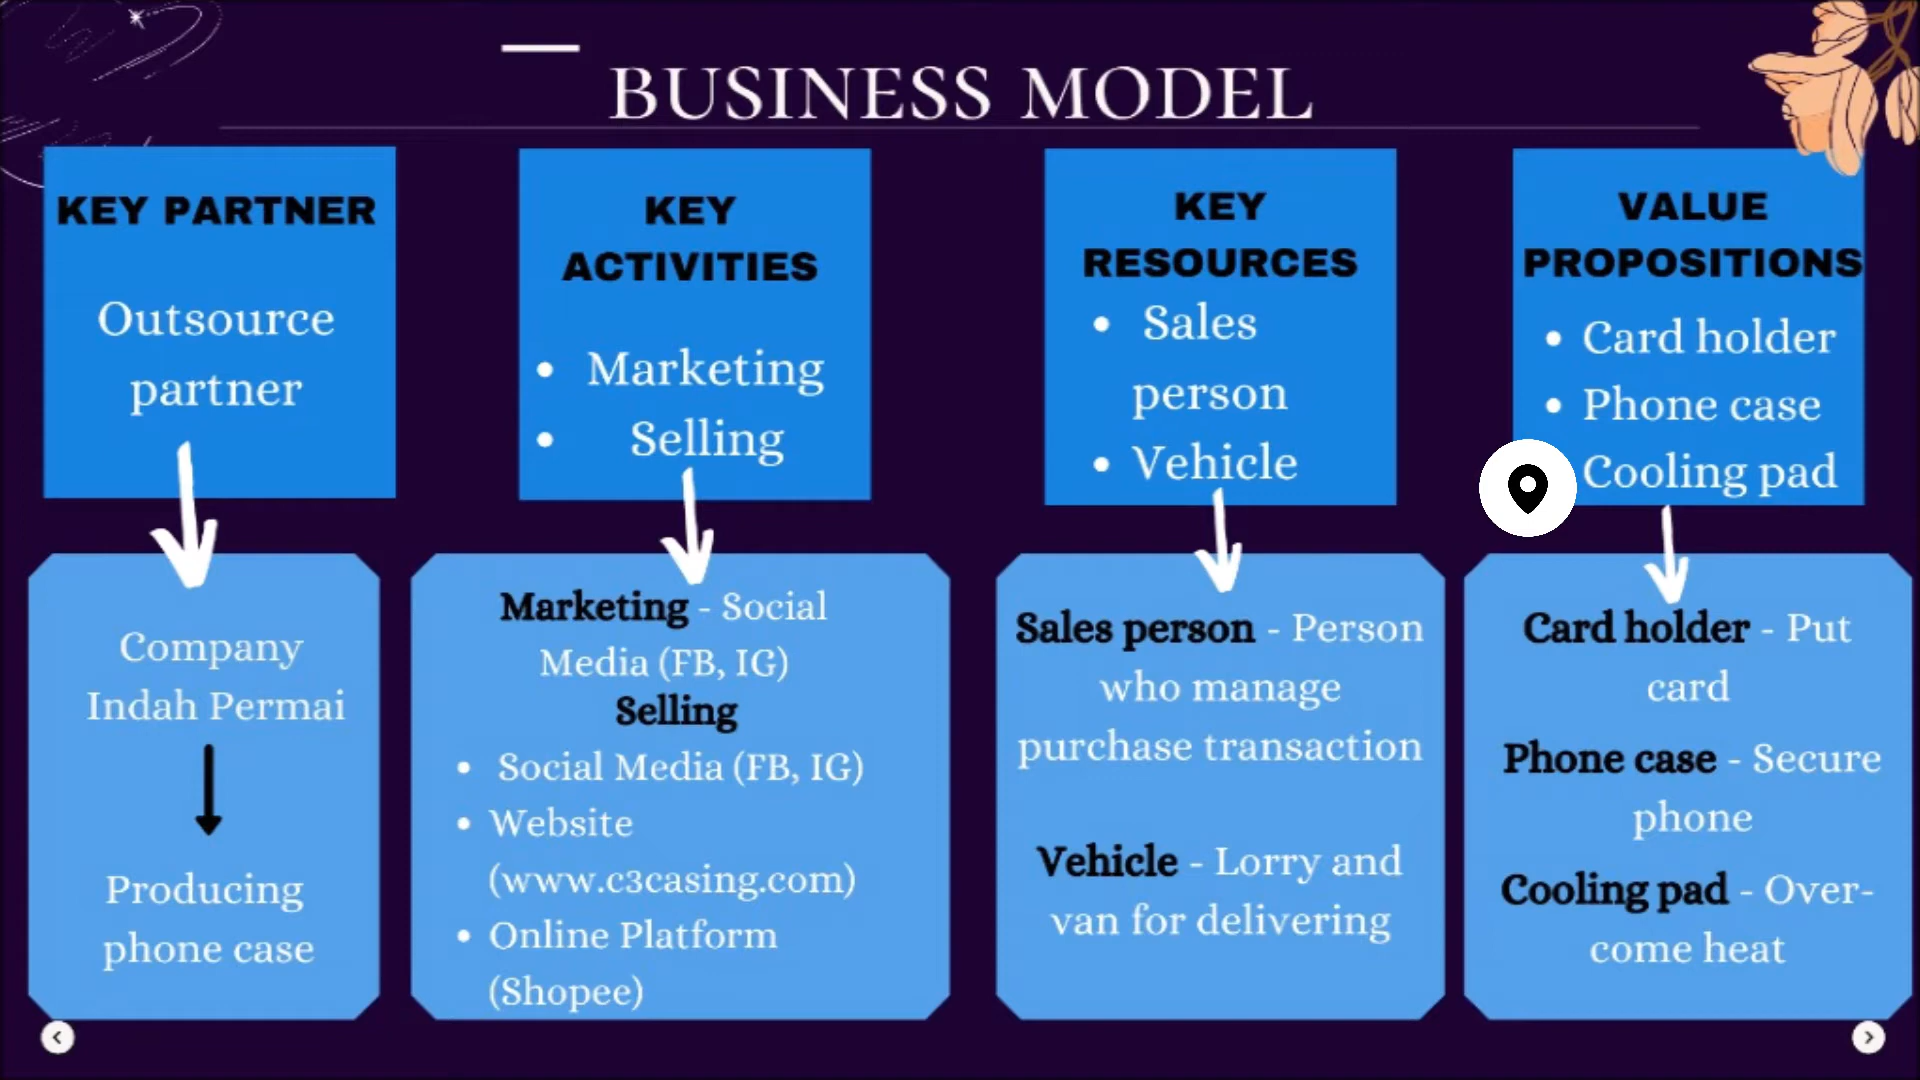 BUSINESS MODEL
KEY PARTNER
Outsource
partner
Company
Indah Permai
Producing
phone case
KEY
ACTIVITIES
• Marketing
• Selling
Marketing - Social
Media (FB, IG)
Selling
• Social Media (FB, IG)
• Website
(www.c3casing.com)
• Online Platform
(Shopee)
KEY
RESOURCES
• Sales
person
• Vehicle
Sales person - Person
who manage
purchase transaction
Vehicle - Lorry and
van for delivering
VALUE
PROPOSITIONS
• Card holder
• Phone case
Cooling pad
Card holder - Put
card
Phone case - Secure
phone
Cooling pad - Over-
come heat